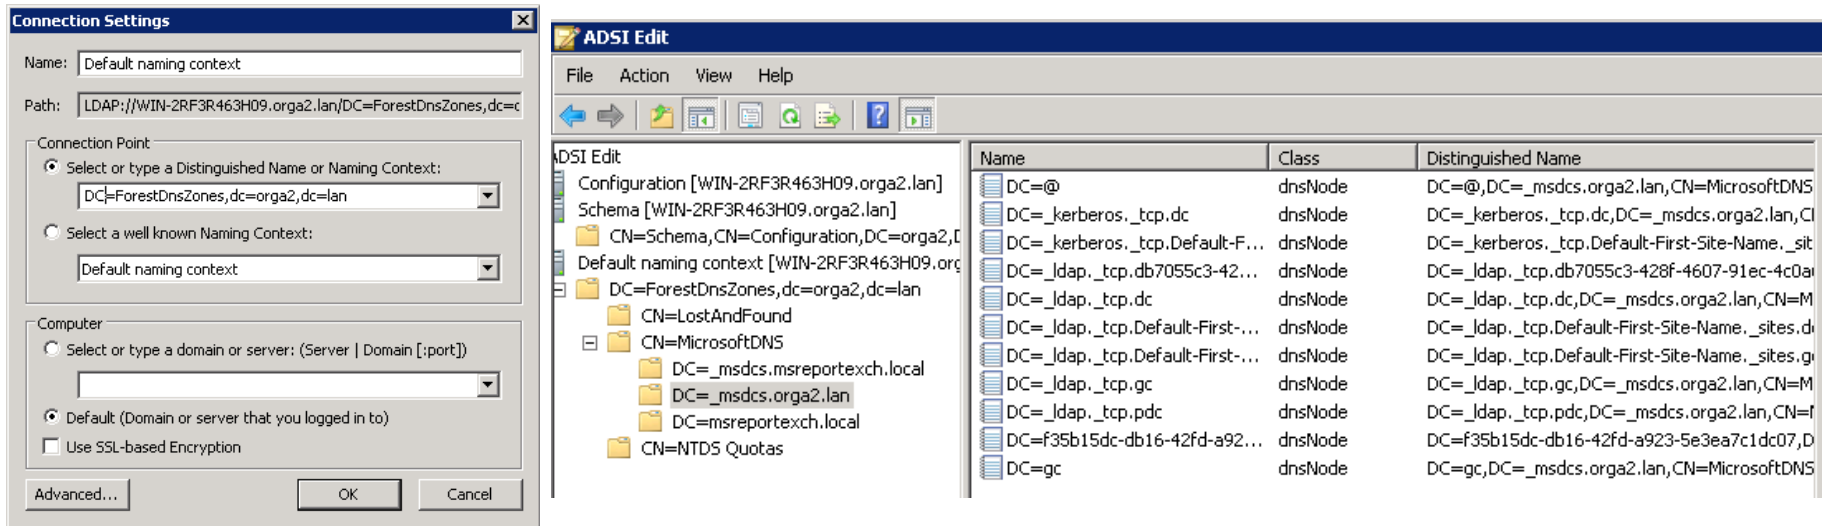 Connection Settings
Name: Default naming context
Path: LDAP://WIN-2RF3R463H09.orga2.lan/DC=ForestDnsZones,dc=c
Connection Point
Select or type a Distinguished Name or Naming Context:
DC=ForestDnsZones,dc=orga2,dc=lan
Select a well known Naming Context:
Default naming context
Computer
Select or type a domain or server: (Server | Domain [:port])
Default (Domain or server that you logged in to)
Use SSL-based Encryption
Advanced... OK Cancel
ADSI Edit
File Action View Help
ADSI Edit
Configuration [WIN-2RF3R463H09.orga2.lan]
Schema [WIN-2RF3R463H09.orga2.lan]
CN=Schema,CN=Configuration,DC=orga2,D
Default naming context [WIN-2RF3R463H09.org
DC=ForestDnsZones,dc=orga2,dc=lan
CN=LostAndFound
CN=MicrosoftDNS
DC=_msdcs.msreportexch.local
DC=_msdcs.orga2.lan
DC=msreportexch.local
CN=NTDS Quotas
Name Class Distinguished Name
DC=@ dnsNode DC=@,DC=_msdcs.orga2.lan,CN=MicrosoftDNS
DC=_kerberos._tcp.dc dnsNode DC=_kerberos._tcp.dc,DC=_msdcs.orga2.lan,CN
DC=_kerberos._tcp.Default-F... dnsNode DC=_kerberos._tcp.Default-First-Site-Name._sit
DC=_ldap._tcp.db7055c3-42... dnsNode DC=_ldap._tcp.db7055c3-428f-4607-91ec-4c0a
DC=_ldap._tcp.dc dnsNode DC=_ldap._tcp.dc,DC=_msdcs.orga2.lan,CN=M
DC=_ldap._tcp.Default-First-... dnsNode DC=_ldap._tcp.Default-First-Site-Name._sites.d
DC=_ldap._tcp.Default-First-... dnsNode DC=_ldap._tcp.Default-First-Site-Name._sites.g
DC=_ldap._tcp.gc dnsNode DC=_ldap._tcp.gc,DC=_msdcs.orga2.lan,CN=M
DC=_ldap._tcp.pdc dnsNode DC=_ldap._tcp.pdc,DC=_msdcs.orga2.lan,CN=M
DC=f35b15dc-db16-42fd-a92... dnsNode DC=f35b15dc-db16-42fd-a923-5e3ea7c1dc07,D
DC=gc dnsNode DC=gc,DC=_msdcs.orga2.lan,CN=MicrosoftDNS